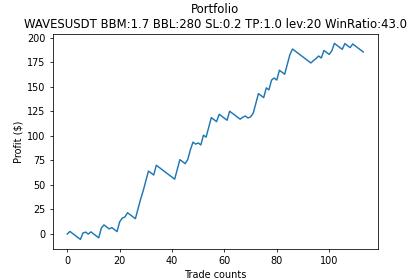 Portfolio
WAVESUSDT BBM:1.7 BBL:280 SL:0.2 TP:1.0 lev:20 WinRatio:43.0
200
175
150
125
100
75
50
25
0
Profit ($)
0 20 40 60 80 100
Trade counts